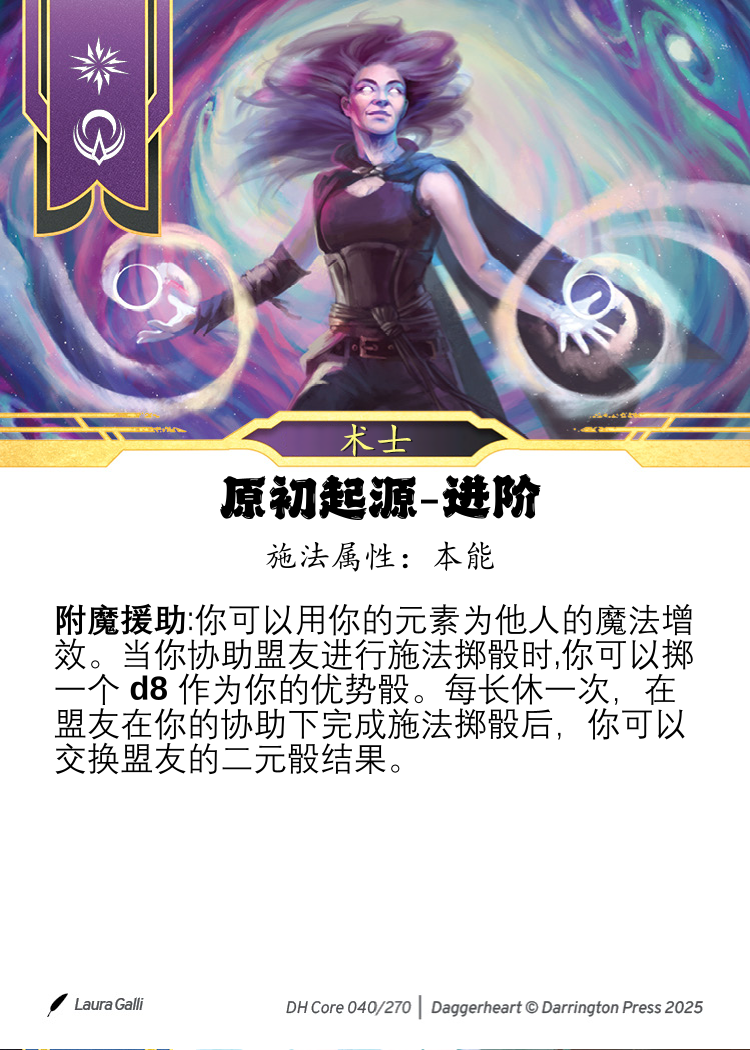 术士
原初起源-进阶
施法属性：本能
附魔援助:你可以用你的元素为他人的魔法增
效。当你协助盟友进行施法掷骰时,你可以掷
一个 d8 作为你的优势骰。每长休一次，在
盟友在你的协助下完成施法掷骰后，你可以
交换盟友的二元骰结果。
Laura Galli
DH Core 040/270 | Daggerheart © Darrington Press 2025